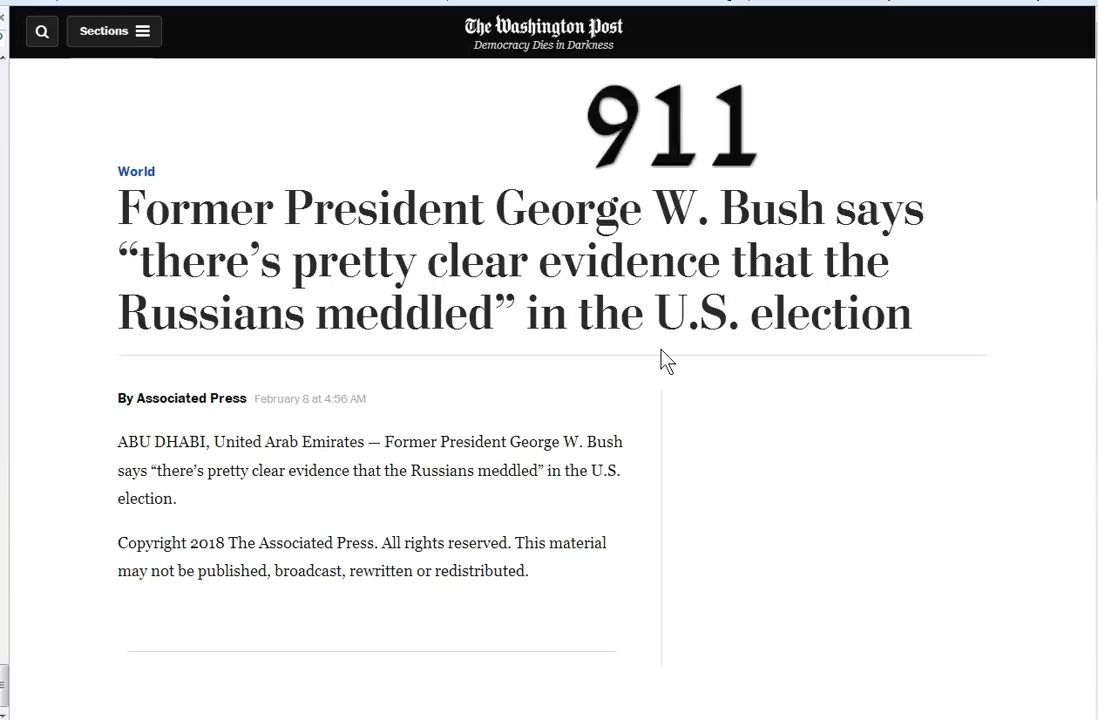 Sections
The Washington Post
Democracy Dies in Darkness
911
World
Former President George W. Bush says
“there’s pretty clear evidence that the
Russians meddled” in the U.S. election
By Associated Press February 8 at 4:56 AM
ABU DHABI, United Arab Emirates — Former President George W. Bush
says “there’s pretty clear evidence that the Russians meddled” in the U.S.
election.
Copyright 2018 The Associated Press. All rights reserved. This material
may not be published, broadcast, rewritten or redistributed.